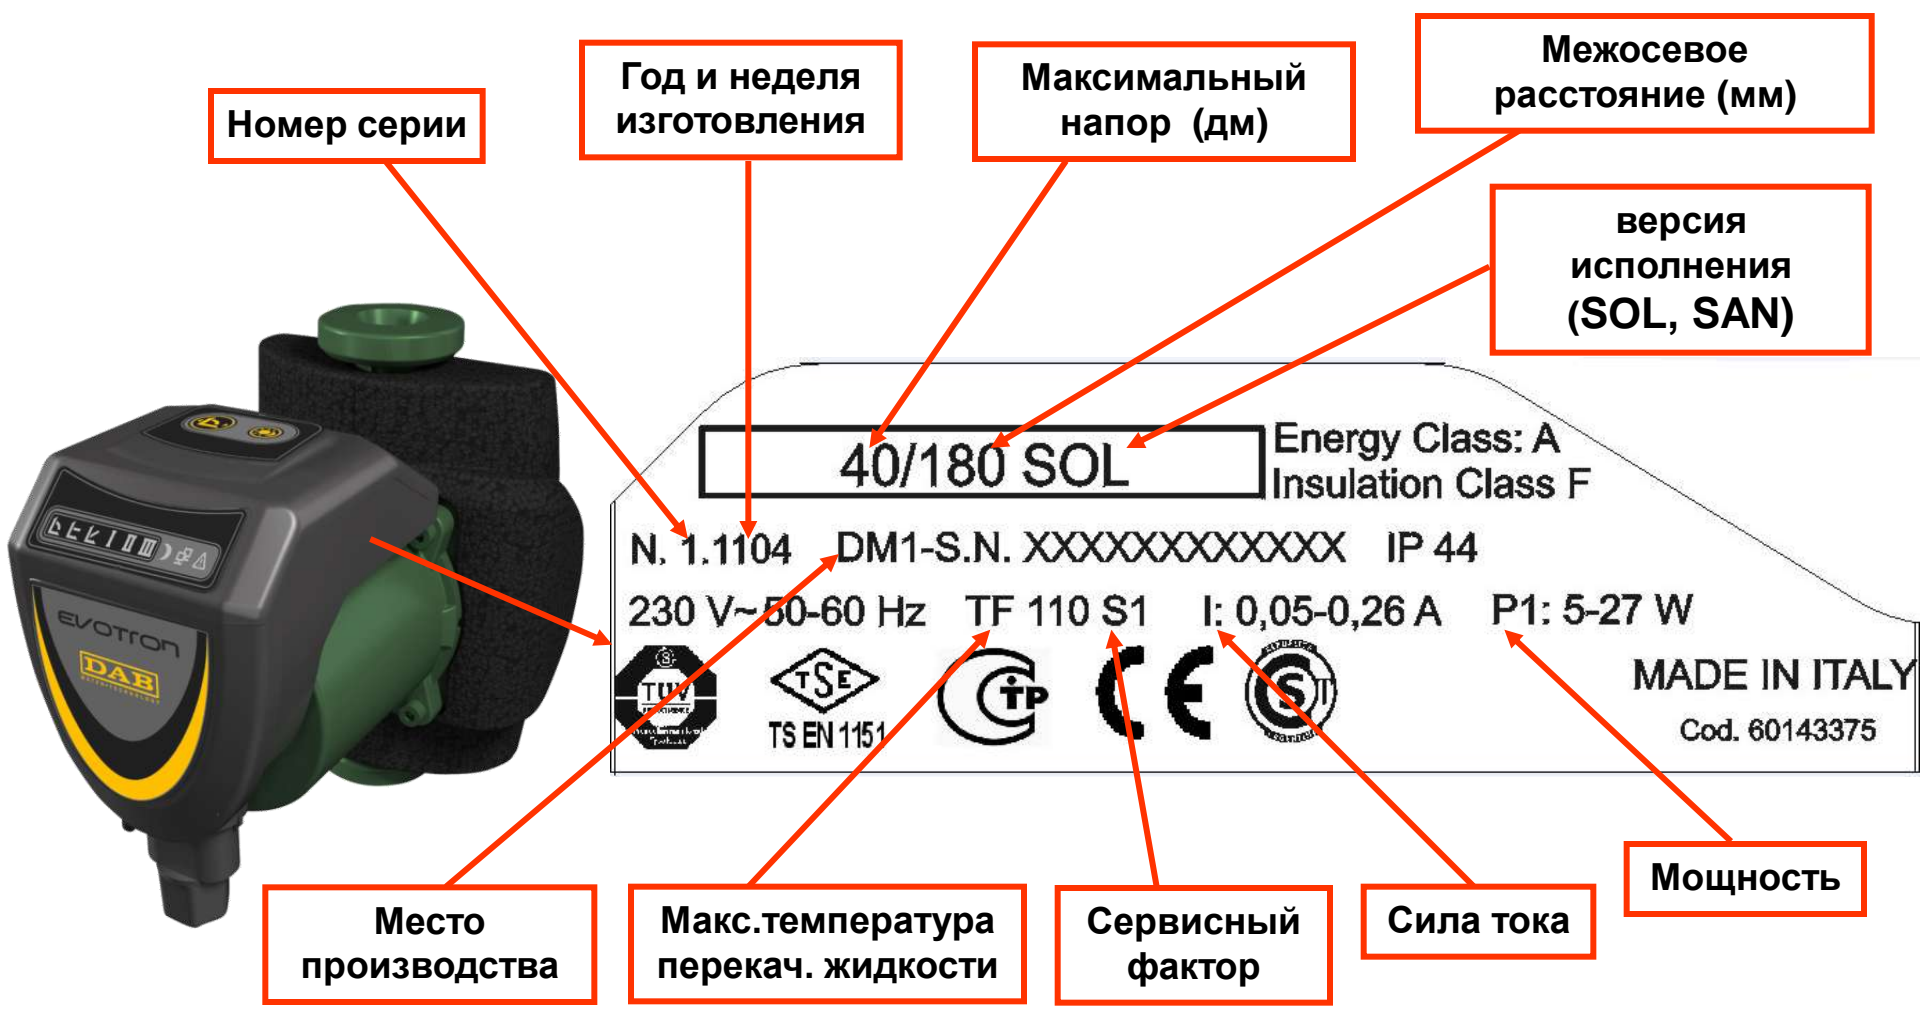 Номер серии
Год и неделя
изготовления
Максимальный
напор (дм)
Межосевое
расстояние (мм)
версия
исполнения
(SOL, SAN)
40/180 SOL
Energy Class: A
Insulation Class F
N. 1.1104 DM1-S.N. XXXXXXXXXXXX IP 44
230 V~50-60 Hz TF 110 S1 I: 0,05-0,26 A P1: 5-27 W
TUV
TSE
TS EN 1151
CE
MADE IN ITALY
Cod. 60143375
EVOTRON
DAB
Место
производства
Макс.температура
перекач. жидкости
Сервисный
фактор
Сила тока
Мощность